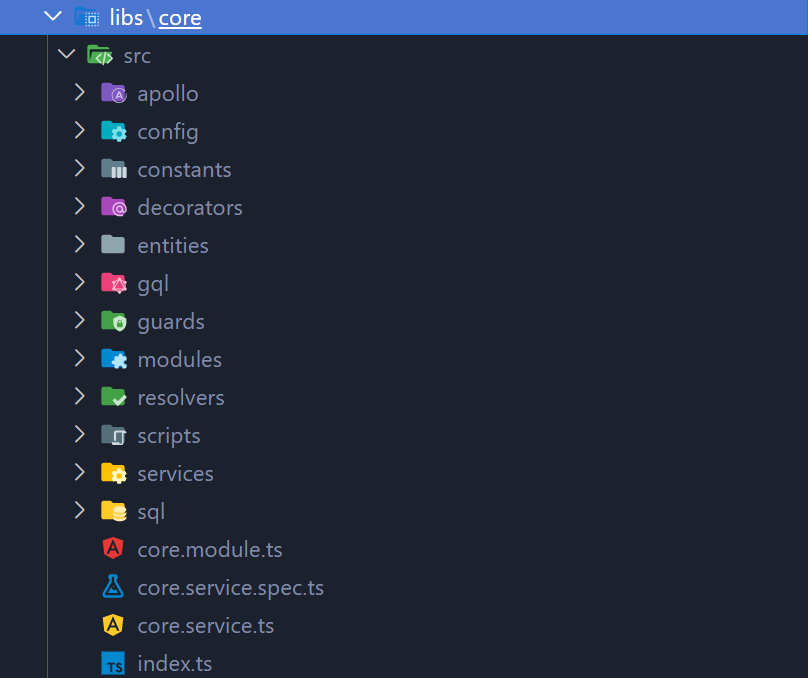 libs\core
src
apollo
config
constants
decorators
entities
gql
guards
modules
resolvers
scripts
services
sql
core.module.ts
core.service.spec.ts
core.service.ts
TS index.ts